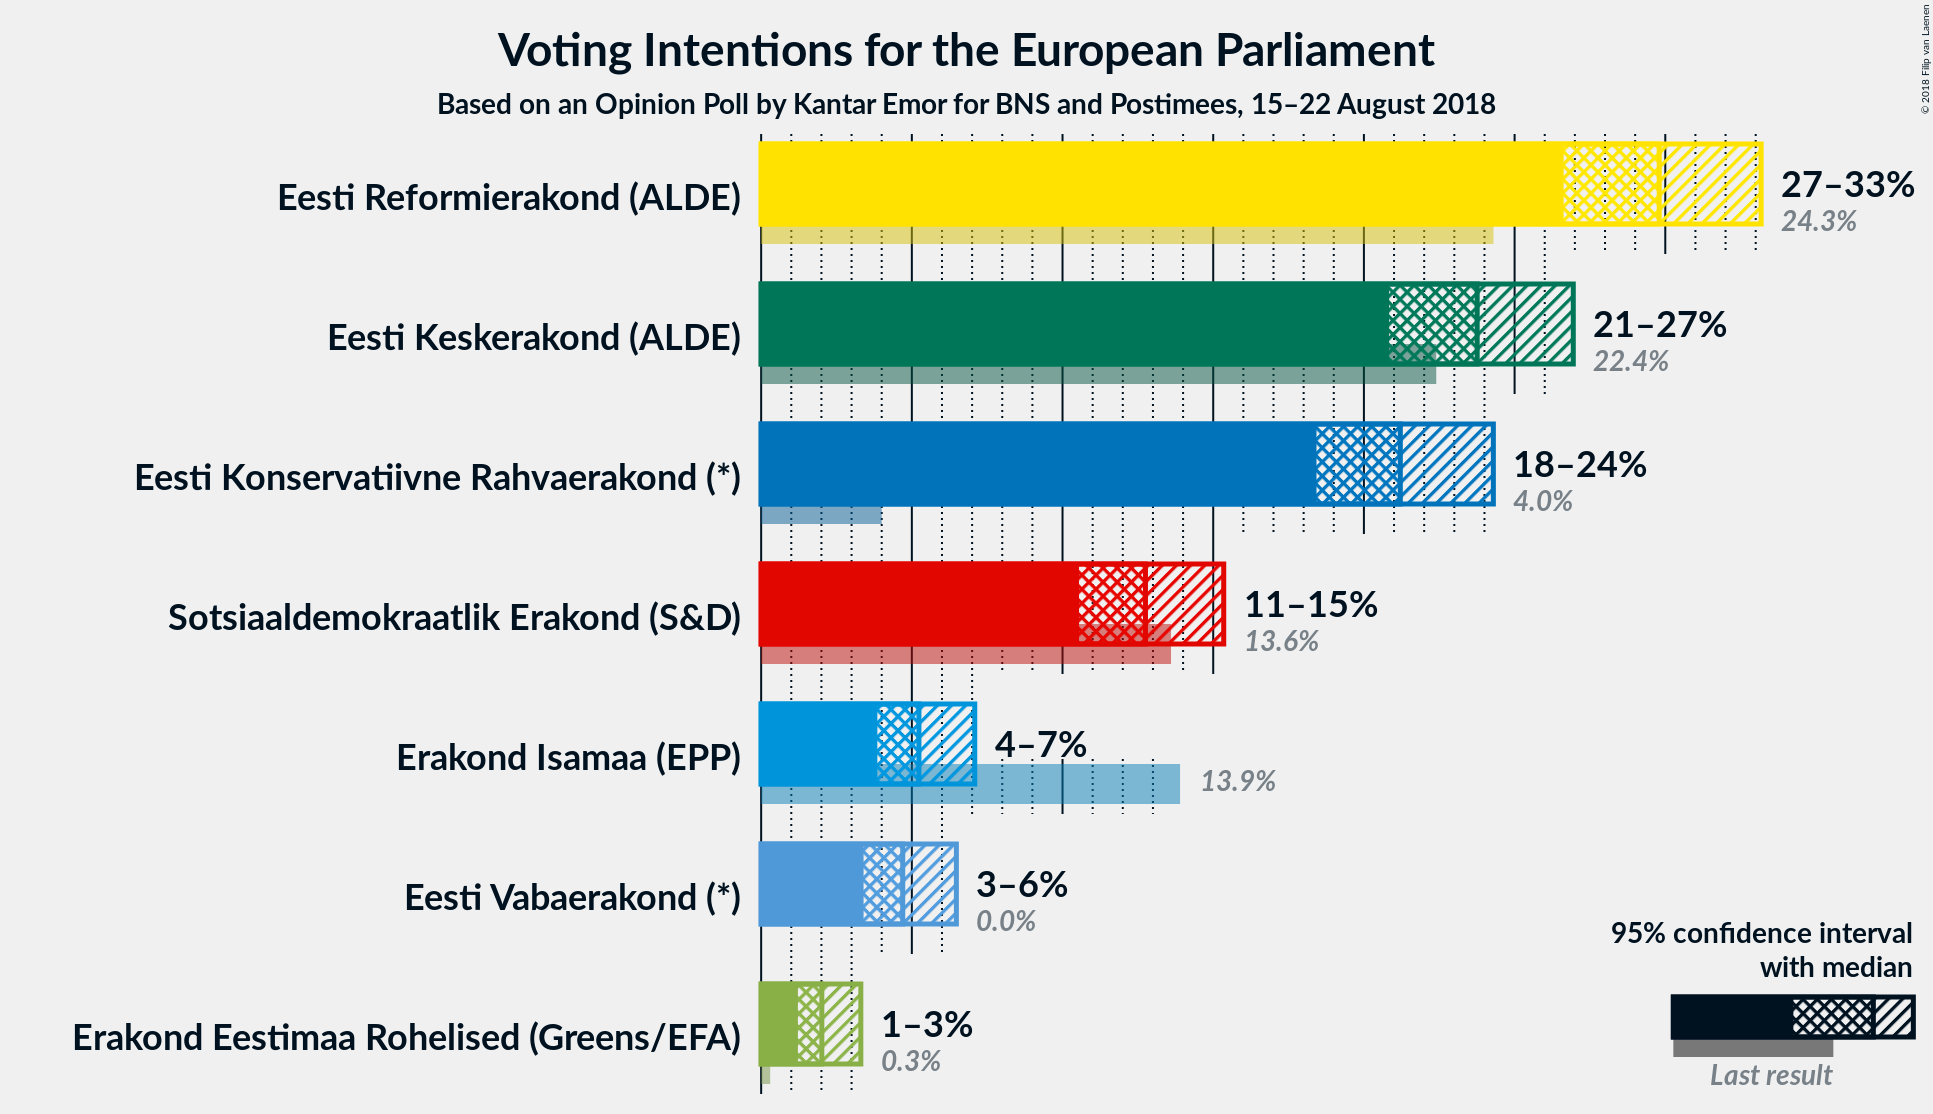 Voting Intentions for the European Parliament
Based on an Opinion Poll by Kantar Emor for BNS and Postimees, 15–22 August 2018
© 2018 Filip van Laenen
Eesti Reformierakond (ALDE)
27–33%
24.3%
Eesti Keskerakond (ALDE)
21–27%
22.4%
Eesti Konservatiivne Rahvaerakond (*)
18–24%
4.0%
Sotsiaaldemokraatlik Erakond (S&D)
11–15%
13.6%
Erakond Isamaa (EPP)
4–7%
13.9%
Eesti Vabaerakond (*)
3–6%
0.0%
Erakond Eestimaa Rohelised (Greens/EFA)
1–3%
0.3%
95% confidence interval
with median
Last result